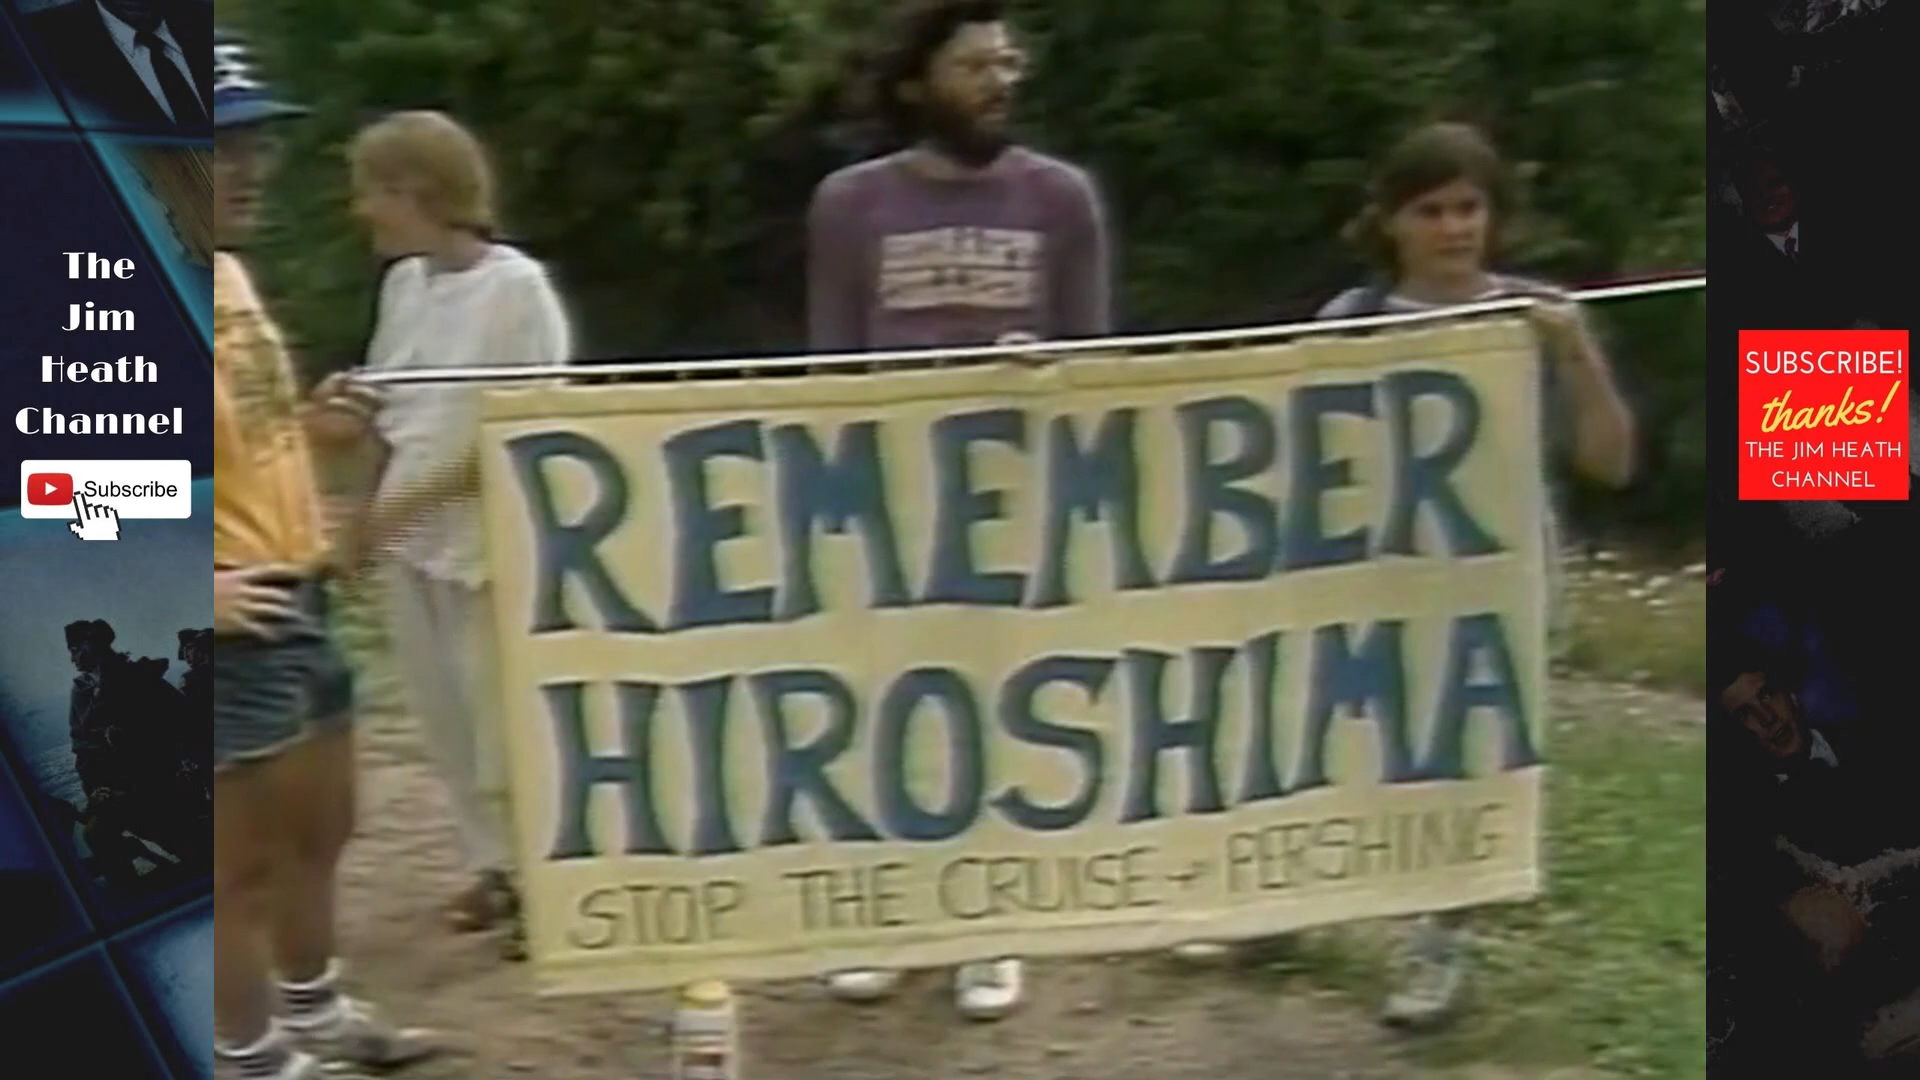 The
Jim
Heath
Channel
Subscribe
REMEMBER
HIROSHIMA
STOP THE CRUISE + PERSHING
SUBSCRIBE!
thanks!
THE JIM HEATH
CHANNEL